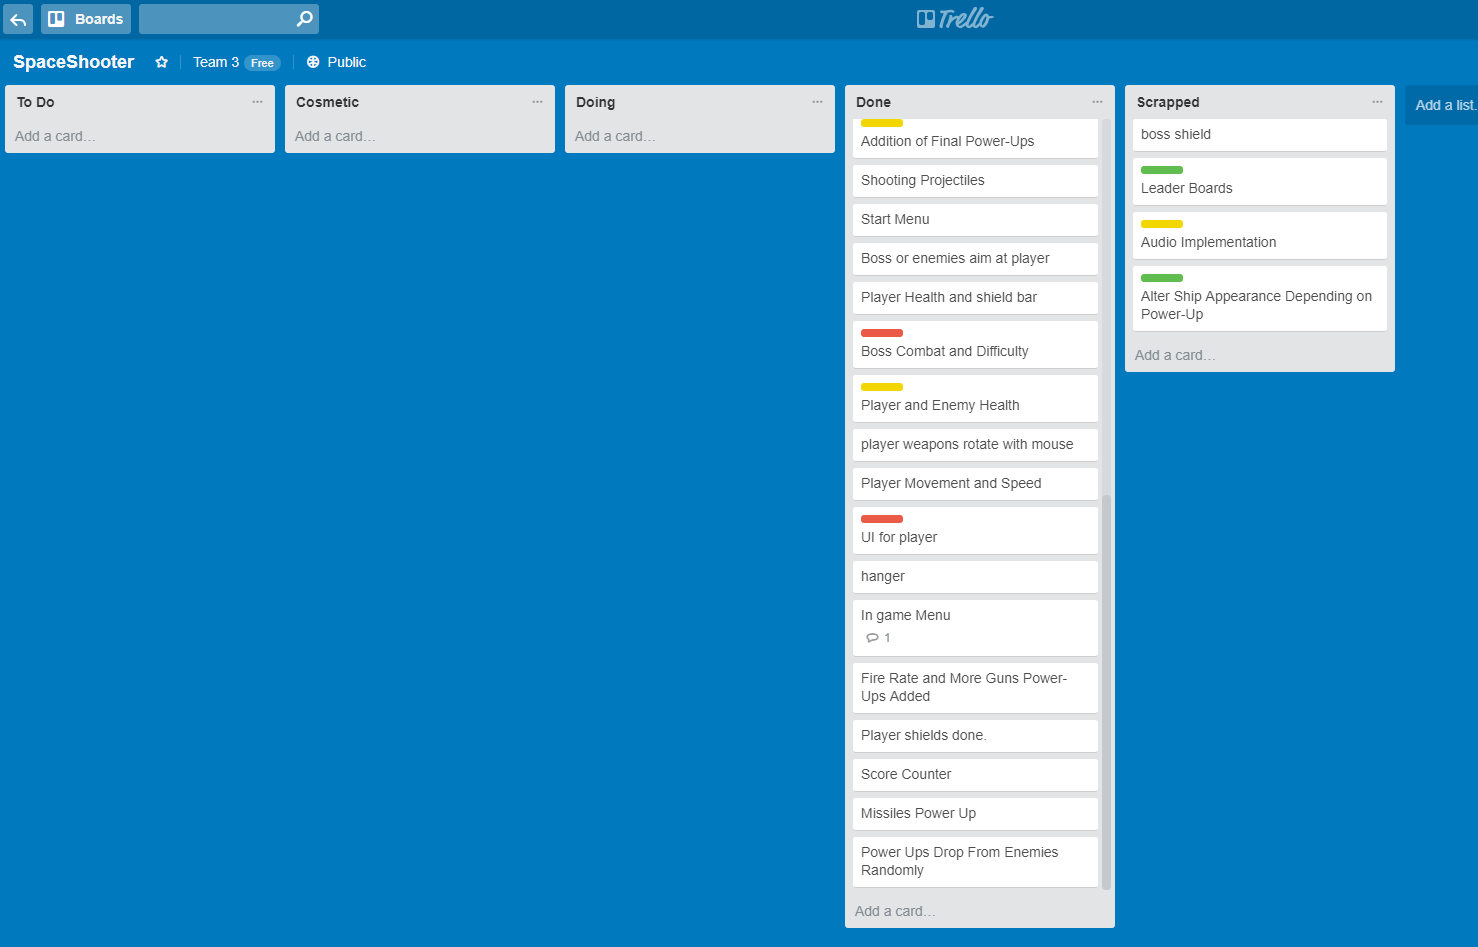 Boards
Trello
SpaceShooter
Team 3 Free
Public
To Do
Add a card...
Cosmetic
Add a card...
Doing
Add a card...
Done
Addition of Final Power-Ups
Shooting Projectiles
Start Menu
Boss or enemies aim at player
Player Health and shield bar
Boss Combat and Difficulty
Player and Enemy Health
player weapons rotate with mouse
Player Movement and Speed
UI for player
hanger
In game Menu
1
Fire Rate and More Guns Power-
Ups Added
Player shields done.
Score Counter
Missiles Power Up
Power Ups Drop From Enemies
Randomly
Add a card...
Scrapped
boss shield
Leader Boards
Audio Implementation
Alter Ship Appearance Depending on
Power-Up
Add a card...
Add a list.